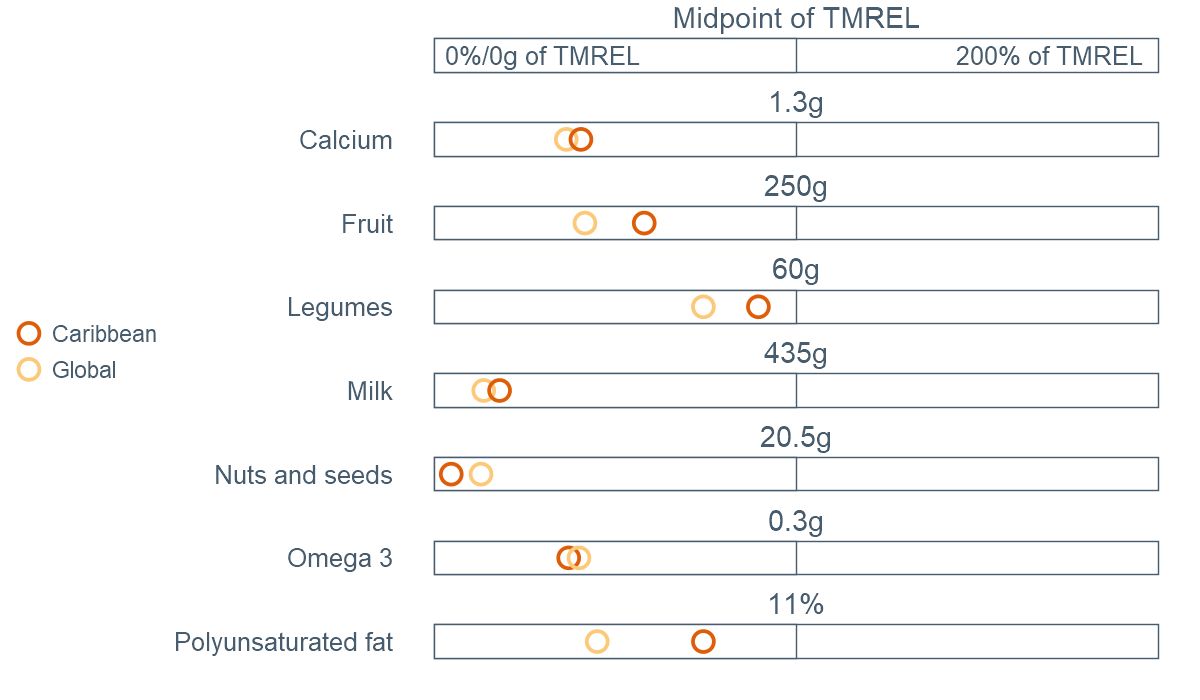 Midpoint of TMREL
0%/0g of TMREL 200% of TMREL
1.3g
Calcium
250g
Fruit
60g
Legumes
Caribbean
Global
435g
Milk
20.5g
Nuts and seeds
0.3g
Omega 3
11%
Polyunsaturated fat